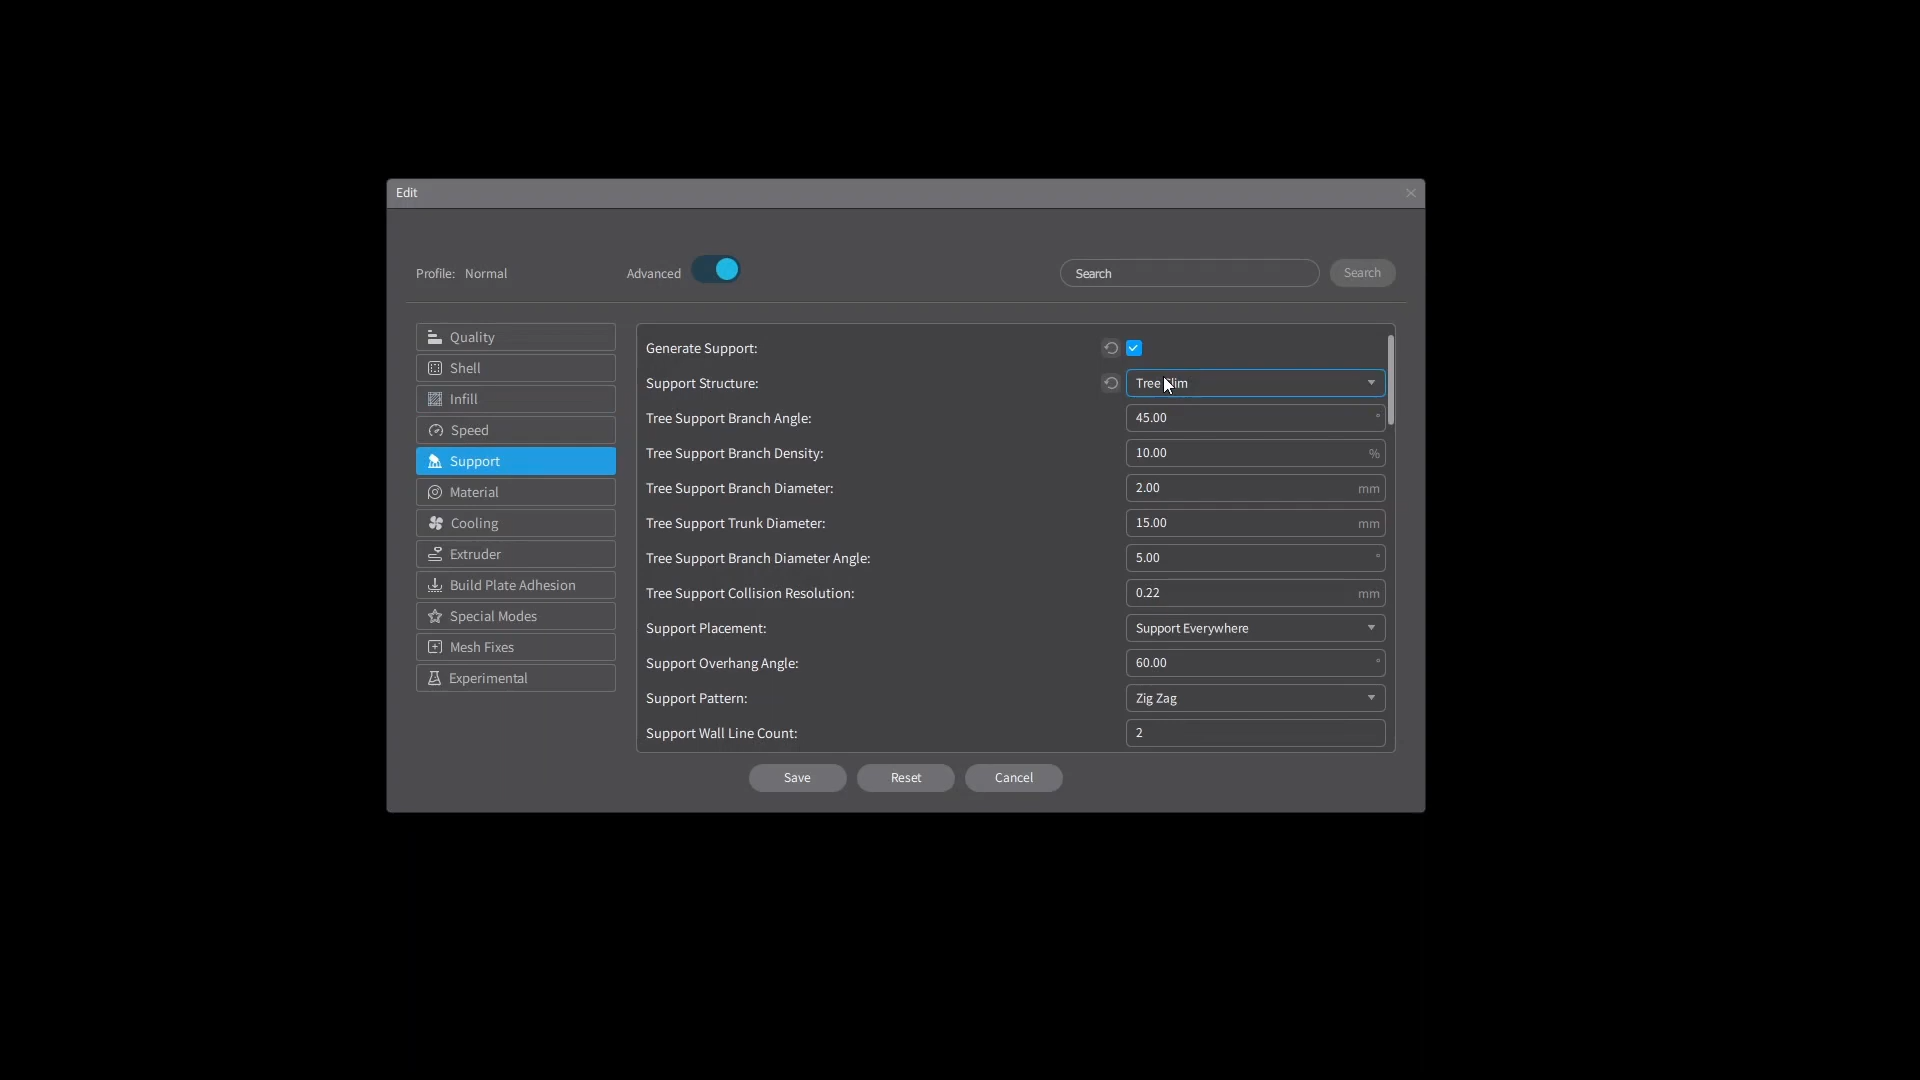 Edit
Profile: Normal
Advanced
Search
Search
Quality
Shell
Infill
Speed
Support
Material
Cooling
Extruder
Build Plate Adhesion
Special Modes
Mesh Fixes
Experimental
Generate Support:
Support Structure: Tree Slim
Tree Support Branch Angle: 45.00 °
Tree Support Branch Density: 10.00 %
Tree Support Branch Diameter: 2.00 mm
Tree Support Trunk Diameter: 15.00 mm
Tree Support Branch Diameter Angle: 5.00 °
Tree Support Collision Resolution: 0.22 mm
Support Placement: Support Everywhere
Support Overhang Angle: 60.00 °
Support Pattern: Zig Zag
Support Wall Line Count: 2
Save Reset Cancel